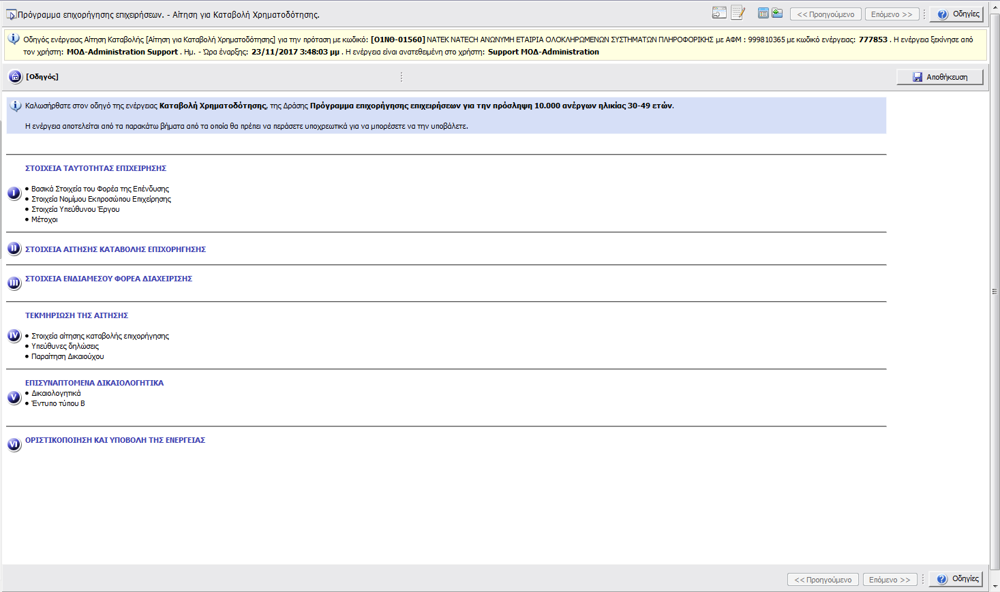 Πρόγραμμα επιχορήγησης επιχειρήσεων. - Αίτηση για Καταβολή Χρηματοδότησης.
<< Προηγούμενο
Επόμενο >>
Οδηγίες
Οδηγός ενέργειας Αίτηση Καταβολής [Αίτηση για Καταβολή Χρηματοδότησης] για την πρόταση με κωδικό: [Ο1ΝΘ-01560] NATEK NATECH ΑΝΩΝΥΜΗ ΕΤΑΙΡΙΑ ΟΛΟΚΛΗΡΩΜΕΝΩΝ ΣΥΣΤΗΜΑΤΩΝ ΠΛΗΡΟΦΟΡΙΚΗΣ με ΑΦΜ : 999810365 με κωδικό ενέργειας: 777853 . Η ενέργεια ξεκίνησε από
τον χρήστη: ΜΟΔ-Administration Support . Ημ. - Ώρα έναρξης: 23/11/2017 3:48:03 μμ . Η ενέργεια είναι ανατεθειμένη στο χρήστη: Support ΜΟΔ-Administration
[Οδηγός]
Αποθήκευση
Καλωσήρθατε στον οδηγό της ενέργειας Καταβολή Χρηματοδότησης, της Δράσης Πρόγραμμα επιχορήγησης επιχειρήσεων για την πρόσληψη 10.000 ανέργων ηλικίας 30-49 ετών.
Η ενέργεια αποτελείται από τα παρακάτω βήματα από τα οποία θα πρέπει να περάσετε υποχρεωτικά για να μπορέσετε να την υποβάλετε.
I
ΣΤΟΙΧΕΙΑ ΤΑΥΤΟΤΗΤΑΣ ΕΠΙΧΕΙΡΗΣΗΣ
● Βασικά Στοιχεία του Φορέα της Επένδυσης
● Στοιχεία Νομίμου Εκπροσώπου Επιχείρησης
● Στοιχεία Υπεύθυνου Έργου
● Μέτοχοι
II
ΣΤΟΙΧΕΙΑ ΑΙΤΗΣΗΣ ΚΑΤΑΒΟΛΗΣ ΕΠΙΧΟΡΗΓΗΣΗΣ
III
ΣΤΟΙΧΕΙΑ ΕΝΔΙΑΜΕΣΟΥ ΦΟΡΕΑ ΔΙΑΧΕΙΡΙΣΗΣ
IV
ΤΕΚΜΗΡΙΩΣΗ ΤΗΣ ΑΙΤΗΣΗΣ
● Στοιχεία αίτησης καταβολής επιχορήγησης
● Υπεύθυνες δηλώσεις
● Παραίτηση Δικαιούχου
V
ΕΠΙΣΥΝΑΠΤΟΜΕΝΑ ΔΙΚΑΙΟΛΟΓΗΤΙΚΑ
● Δικαιολογητικά
● Έντυπο τύπου Β
VI
ΟΡΙΣΤΙΚΟΠΟΙΗΣΗ ΚΑΙ ΥΠΟΒΟΛΗ ΤΗΣ ΕΝΕΡΓΕΙΑΣ
<< Προηγούμενο
Επόμενο >>
Οδηγίες